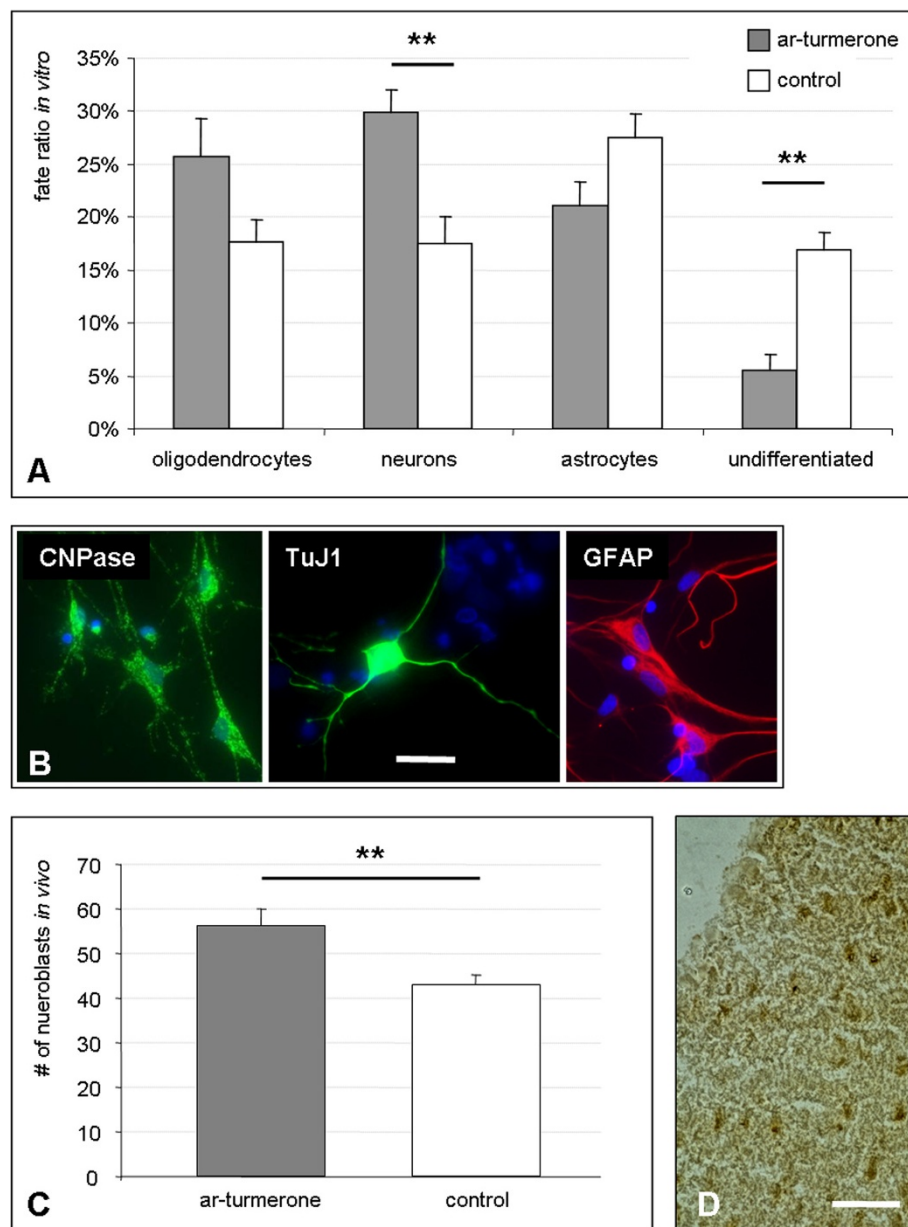 ar-turmerone
control
**
**
35%
30%
25%
20%
15%
10%
5%
0%
fate ratio in vitro
oligodendrocytes
neurons
astrocytes
undifferentiated
A
CNPase
TuJ1
GFAP
B
**
70
60
50
40
30
20
10
0
# of nueroblasts in vivo
ar-turmerone
control
C
D